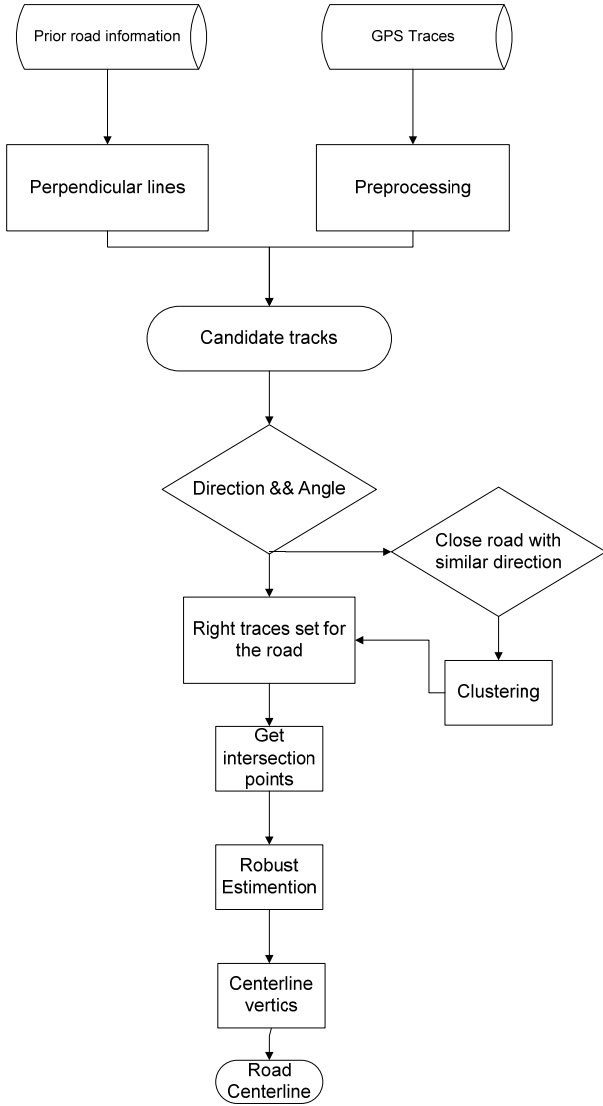 Prior road information
GPS Traces
Perpendicular lines
Preprocessing
Candidate tracks
Direction && Angle
Close road with
similar direction
Right traces set for
the road
Clustering
Get
intersection
points
Robust
Estimention
Centerline
vertics
Road
Centerline